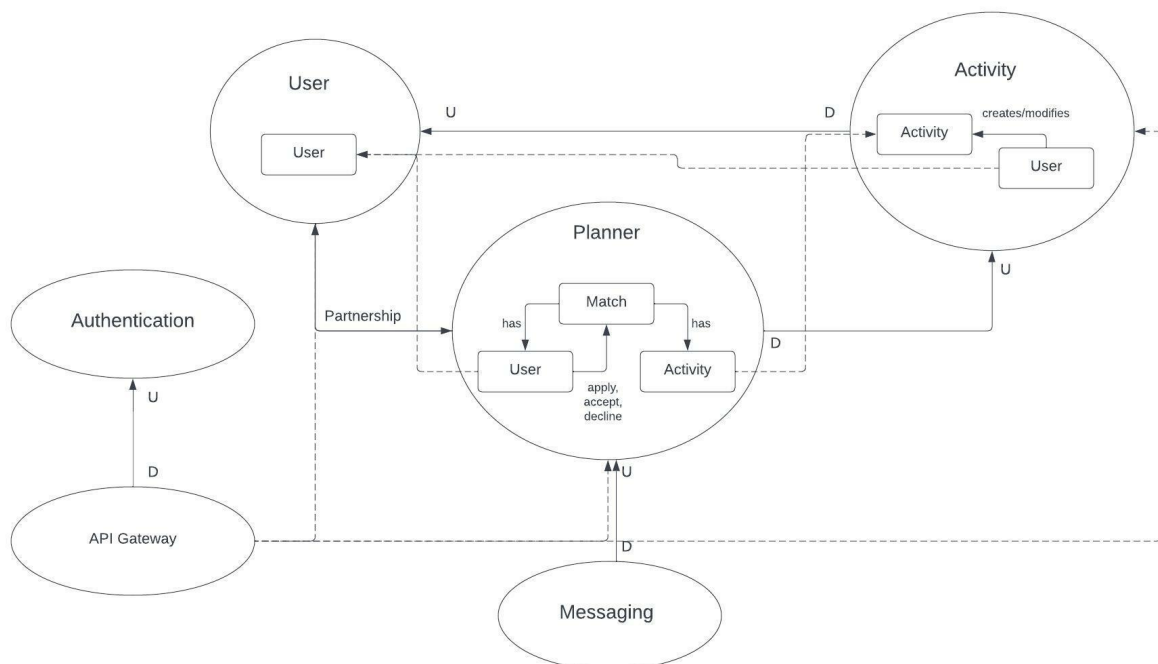 User
User
Activity
creates/modifies
Activity
User
U
D
Planner
Match
has
has
User
Activity
apply,
accept,
decline
Partnership
U
D
Authentication
U
D
API Gateway
U
D
Messaging